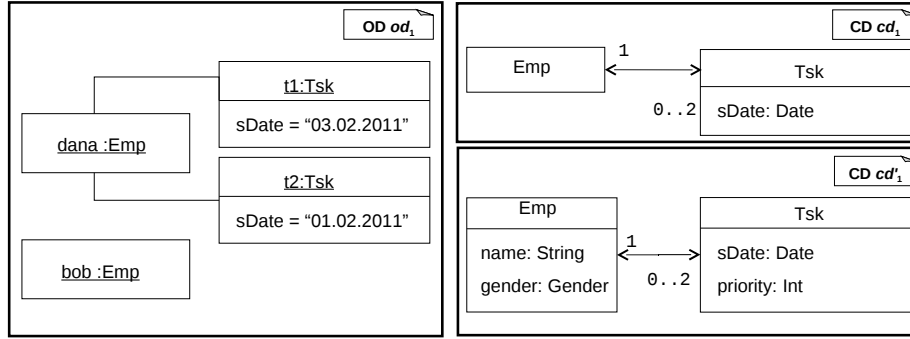 OD od₁
t1:Tsk
sDate = “03.02.2011”
dana :Emp
t2:Tsk
sDate = “01.02.2011”
bob :Emp
CD cd₁
Emp
1
0..2
Tsk
sDate: Date
CD cd'₁
Emp
name: String
gender: Gender
1
0..2
Tsk
sDate: Date
priority: Int